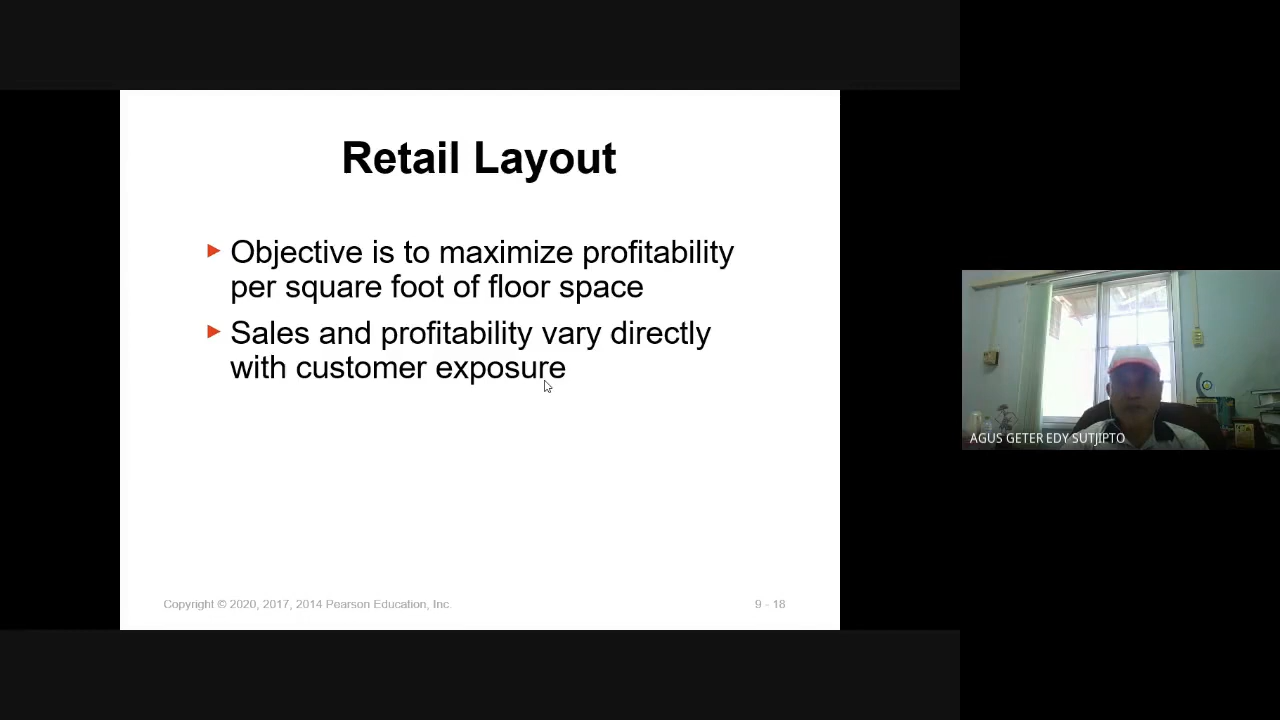 Retail Layout
Objective is to maximize profitability
per square foot of floor space
Sales and profitability vary directly
with customer exposure
Copyright © 2020, 2017, 2014 Pearson Education, Inc.
9 - 18
AGUS GETER EDY SUTJIPTO